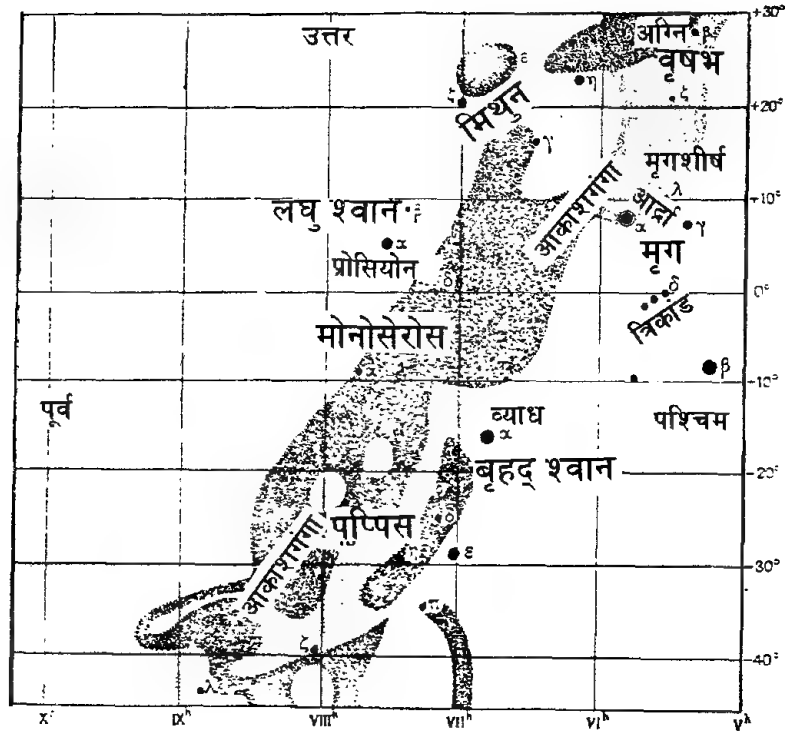 +30°
उत्तर
अग्नि β
वृषभ
ε
η
ζ
ξ
+20°
मिथुन
γ
मृगशीर्ष
λ
+10°
आकाशगंगा
आर्द्रा
लघु श्वान
α
γ
α
प्रोसियोन
मृग
δ
0°
त्रिकांड
मोनोसेरोस
α
β
-10°
पूर्व
व्याध
पश्चिम
α
बृहद् श्वान
-20°
पुप्पिस
आकाशगंगा
η
ε
-30°
π
ζ
-40°
λ
X IXʰ VIIIʰ VIIʰ VIʰ Vʰ